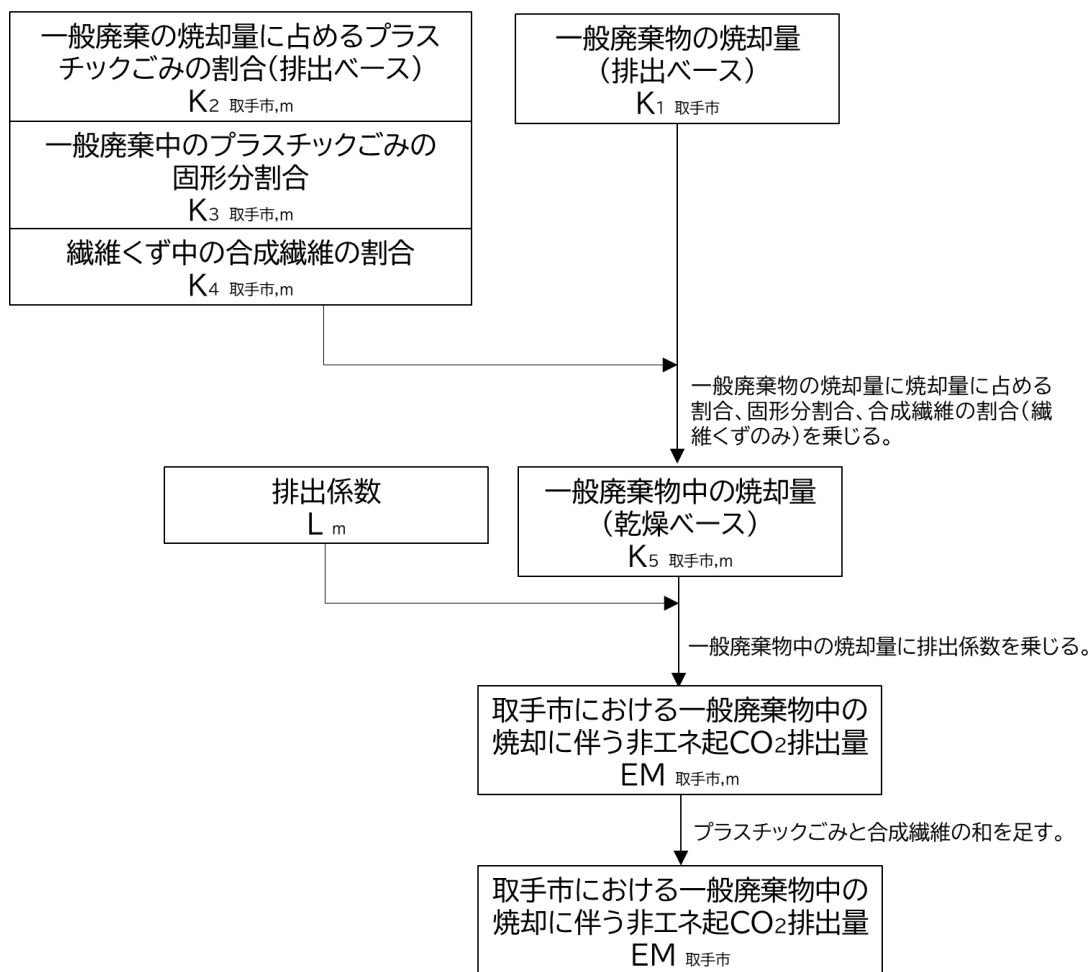 一般廃棄の焼却量に占めるプラス
チックごみの割合(排出ベース)
K2 取手市,m
一般廃棄中のプラスチックごみの
固形分割合
K3 取手市,m
繊維くず中の合成繊維の割合
K4 取手市,m
一般廃棄物の焼却量
(排出ベース)
K1 取手市
一般廃棄物の焼却量に焼却量に占める
割合、固形分割合、合成繊維の割合(繊
維くずのみ)を乗じる。
排出係数
L m
一般廃棄物中の焼却量
(乾燥ベース)
K5 取手市,m
一般廃棄物中の焼却量に排出係数を乗じる。
取手市における一般廃棄物中の
焼却に伴う非エネ起CO2排出量
EM 取手市,m
プラスチックごみと合成繊維の和を足す。
取手市における一般廃棄物中の
焼却に伴う非エネ起CO2排出量
EM 取手市